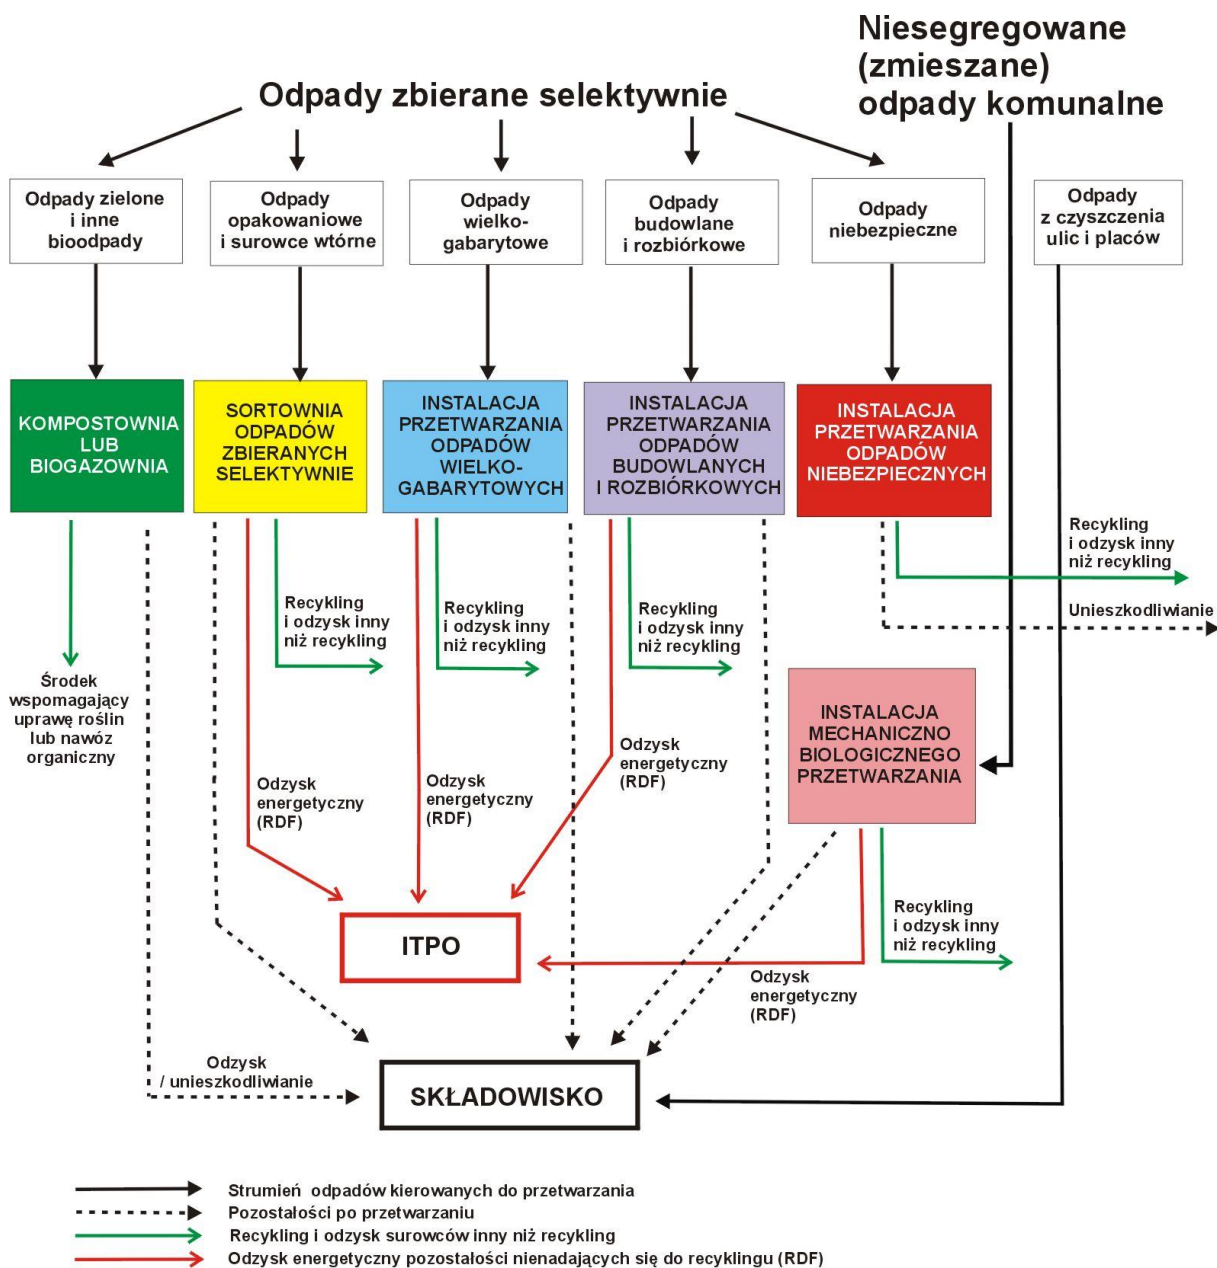 Niesegregowane
(zmieszane)
odpady komunalne
Odpady zbierane selektywnie
Odpady zielone
i inne
bioodpady
Odpady
opakowaniowe
i surowce wtórne
Odpady
wielko-
gabarytowe
Odpady
budowlane
i rozbiórkowe
Odpady
niebezpieczne
Odpady
z czyszczenia
ulic i placów
KOMPOSTOWNIA
LUB
BIOGAZOWNIA
SORTOWNIA
ODPADÓW
ZBIERANYCH
SELEKTYWNIE
INSTALACJA
PRZETWARZANIA
ODPADÓW
WIELKO-
GABARYTOWYCH
INSTALACJA
PRZETWARZANIA
ODPADÓW
BUDOWLANYCH
I ROZBIÓRKOWYCH
INSTALACJA
PRZETWARZANIA
ODPADÓW
NIEBEZPIECZNYCH
Recykling
i odzysk inny
niż recykling
Unieszkodliwianie
Recykling
i odzysk inny
niż recykling
Recykling
i odzysk inny
niż recykling
Recykling
i odzysk inny
niż recykling
Środek
wspomagający
uprawę roślin
lub nawóz
organiczny
INSTALACJA
MECHANICZNO
BIOLOGICZNEGO
PRZETWARZANIA
Odzysk
energetyczny
(RDF)
Odzysk
energetyczny
(RDF)
Odzysk
energetyczny
(RDF)
Recykling
i odzysk inny
niż recykling
ITPO
Odzysk
energetyczny
(RDF)
Odzysk
/ unieszkodliwianie
SKŁADOWISKO
Strumień odpadów kierowanych do przetwarzania
Pozostałości po przetwarzaniu
Recykling i odzysk surowców inny niż recykling
Odzysk energetyczny pozostałości nienadających się do recyklingu (RDF)